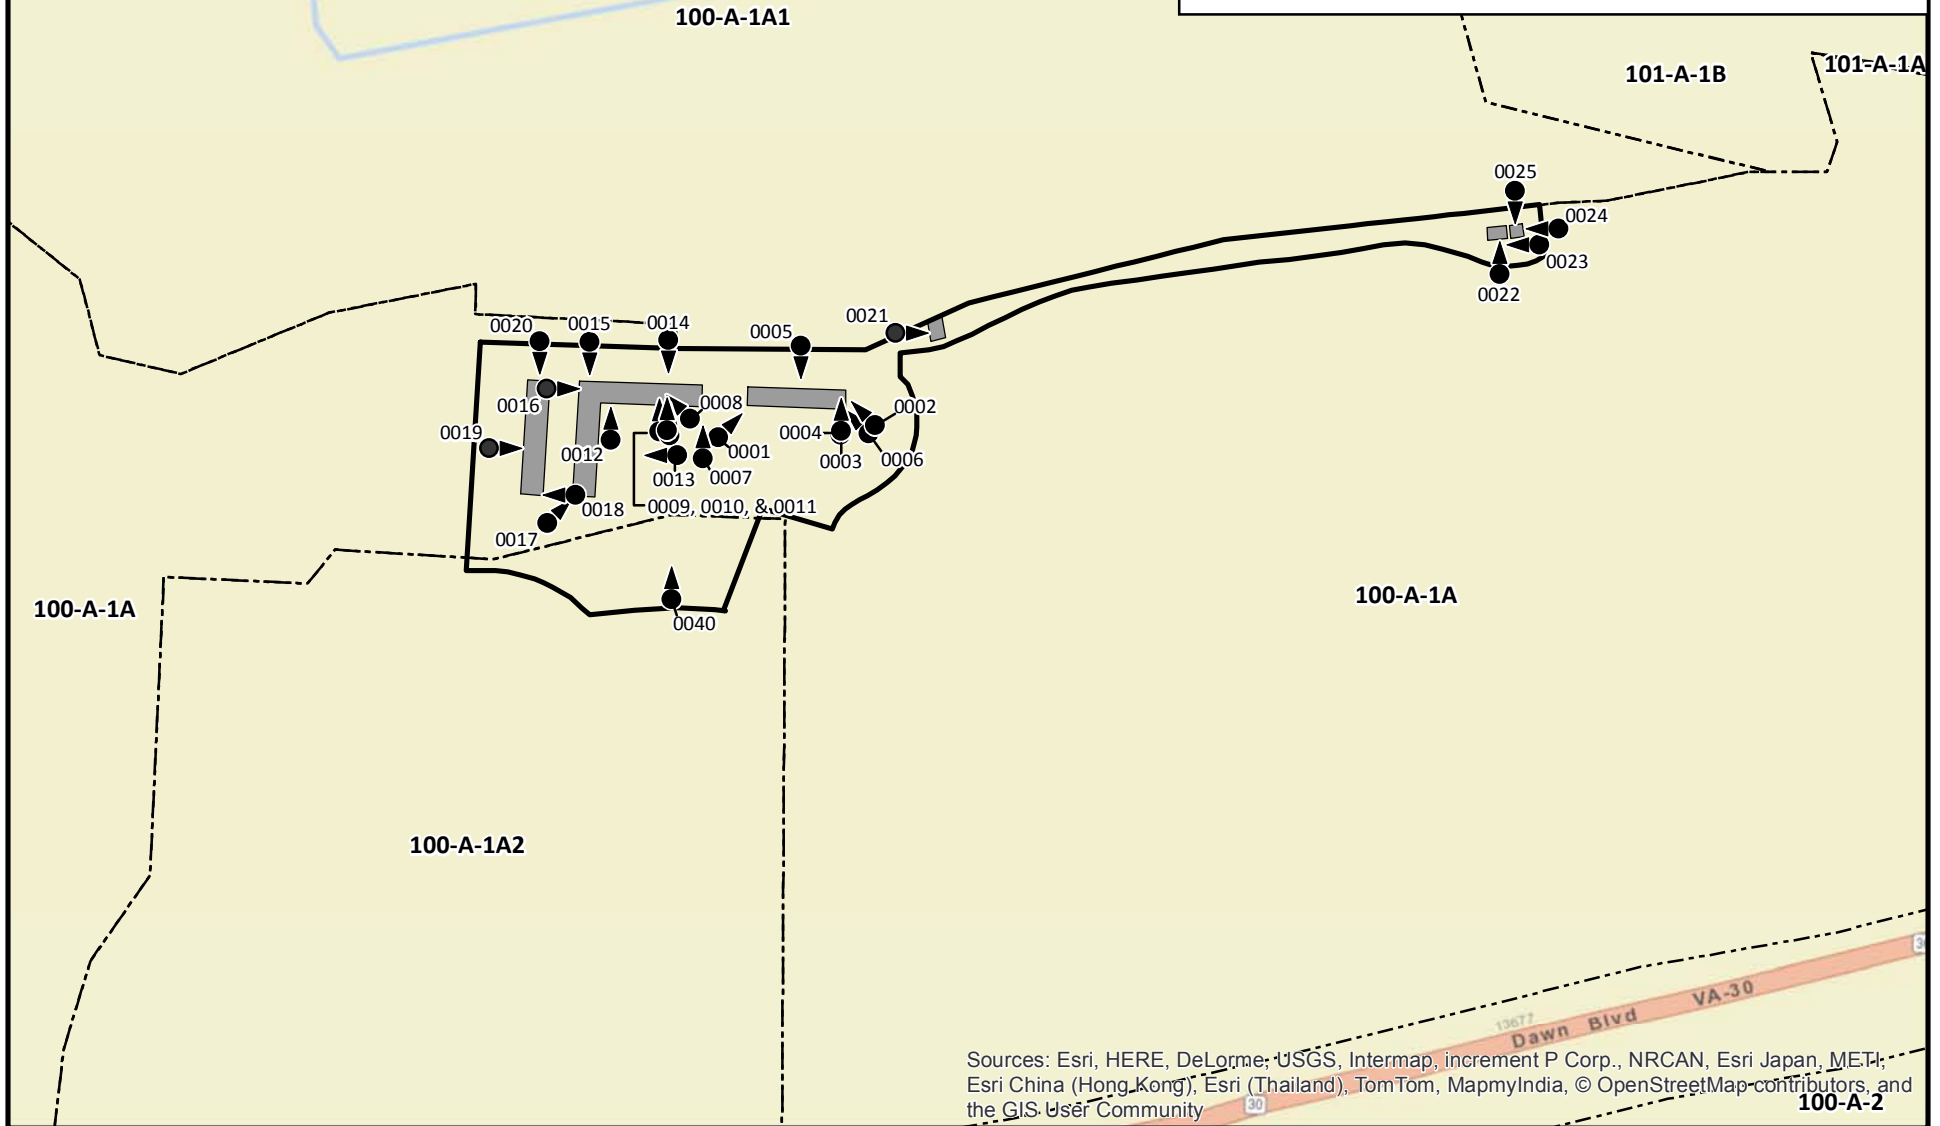 100-A-1A1
101-A-1B
101-A-1A
0025
0024
0023
0022
0021
0005
0014
0015
0020
0016
0008
0002
0019
0012
0004
0001
0003
0006
0013
0007
0018
0009, 0010, & 0011
0017
100-A-1A
100-A-1A
0040
100-A-1A2
VA-30
13677
Dawn Blvd
30
Sources: Esri, HERE, DeLorme, USGS, Intermap, increment P Corp., NRCAN, Esri Japan, METI,
Esri China (Hong Kong), Esri (Thailand), TomTom, MapmyIndia, © OpenStreetMap contributors, and
the GIS User Community
100-A-2